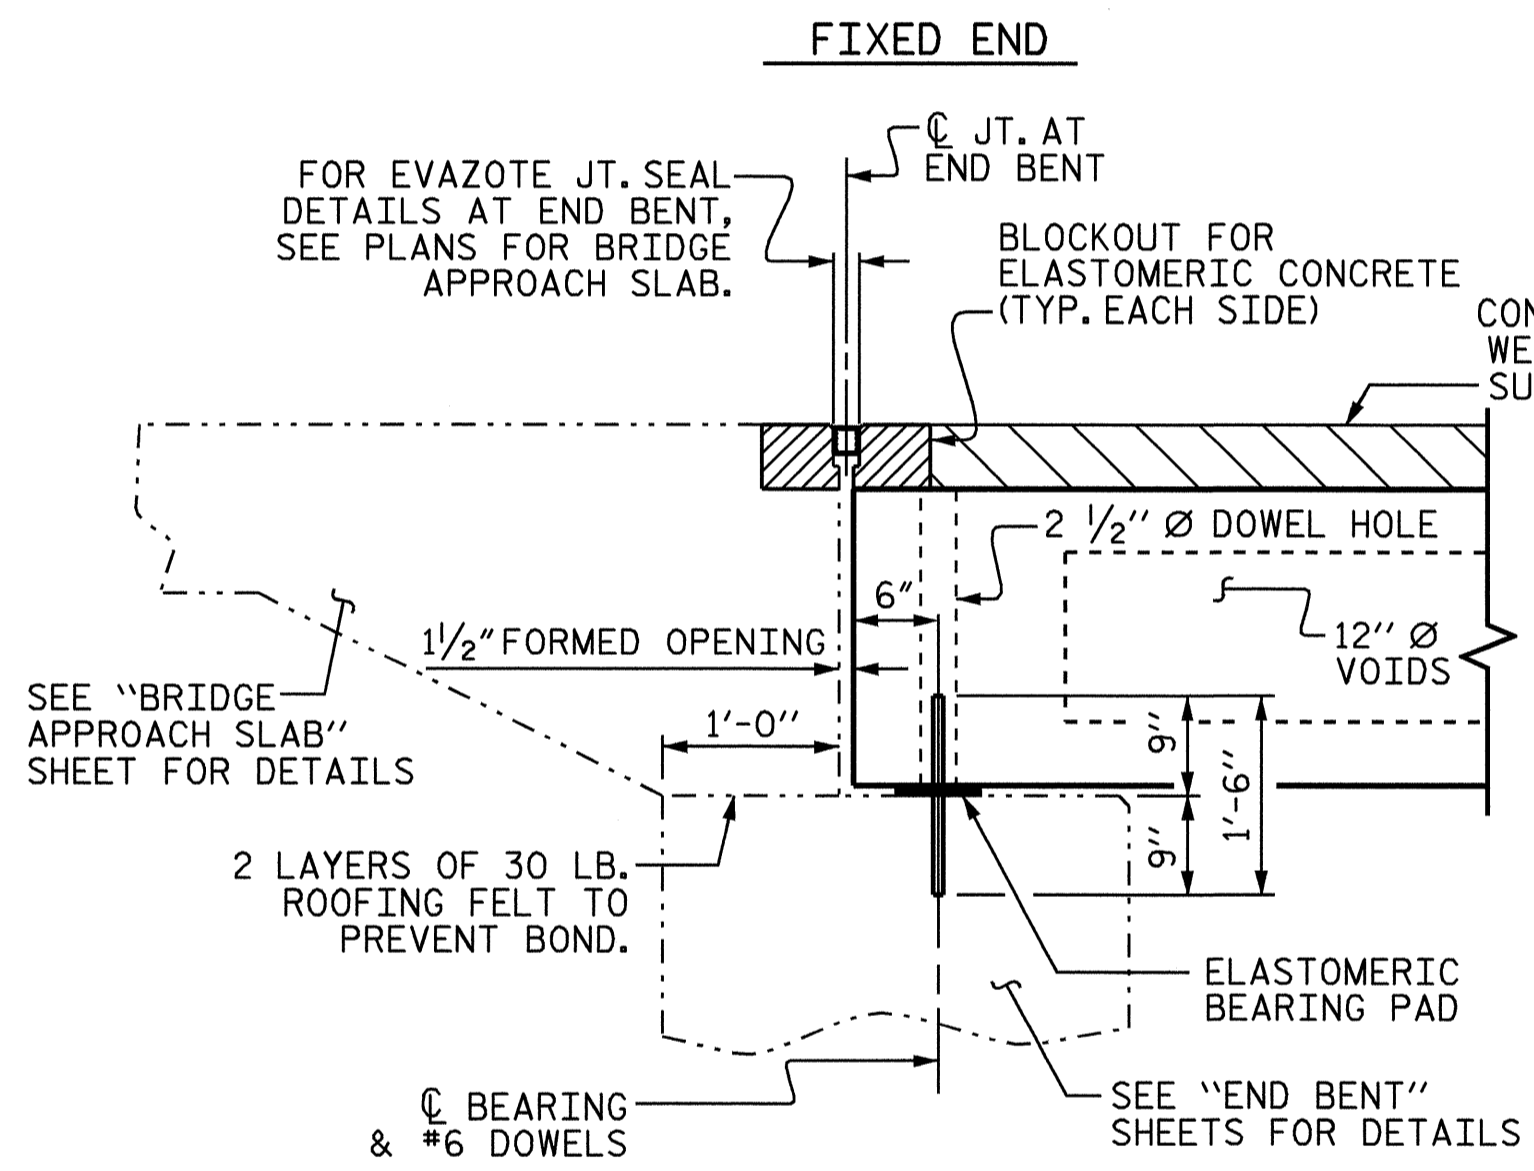 FIXED END
℄ JT. AT
END BENT
FOR EVAZOTE JT. SEAL
DETAILS AT END BENT,
SEE PLANS FOR BRIDGE
APPROACH SLAB.
BLOCKOUT FOR
ELASTOMERIC CONCRETE
(TYP. EACH SIDE)
CON
WE
SU
2 1/2" Ø DOWEL HOLE
6"
12" Ø
VOIDS
1 1/2" FORMED OPENING
SEE "BRIDGE
APPROACH SLAB"
SHEET FOR DETAILS
1'-0"
9"
1'-6"
9"
2 LAYERS OF 30 LB.
ROOFING FELT TO
PREVENT BOND.
ELASTOMERIC
BEARING PAD
℄ BEARING
& #6 DOWELS
SEE "END BENT"
SHEETS FOR DETAILS